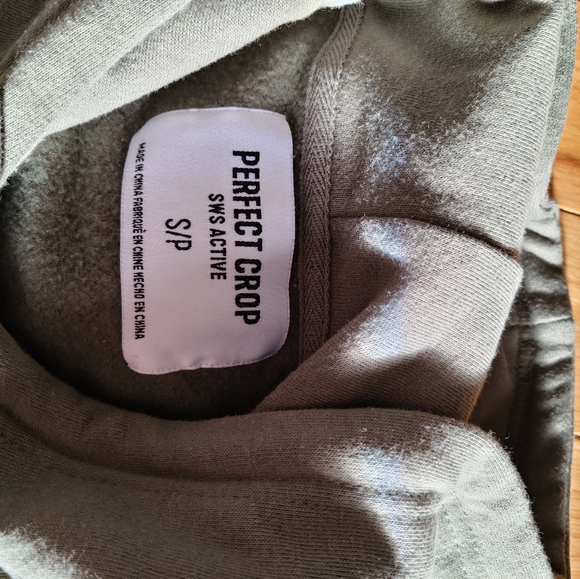 PERFECT CROP
SWS ACTIVE
S/P
MADE IN CHINA FABRIQUÉ EN CHINE HECHO EN CHINA